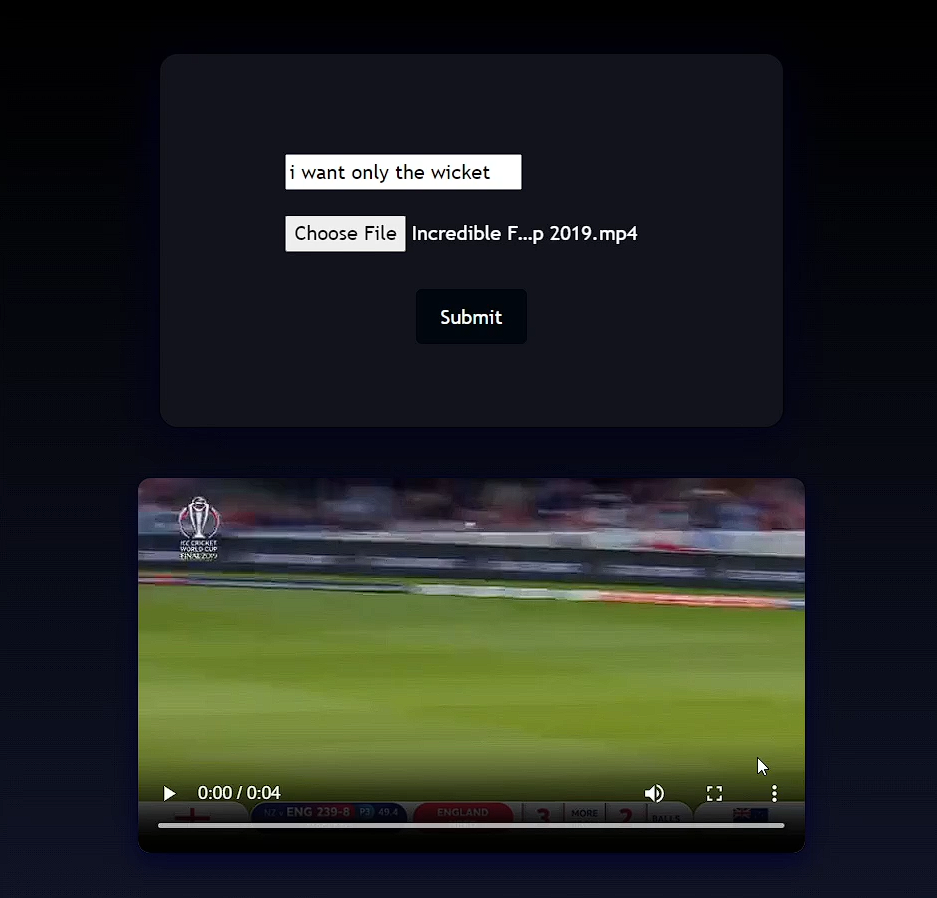 i want only the wicket
Choose File Incredible F...p 2019.mp4
Submit
ICC CRICKET
WORLD CUP
FINAL 2019
0:00 / 0:04
NZ v ENG 239-8 P3 49.4 ENGLAND 3 MORE 2 BALLS